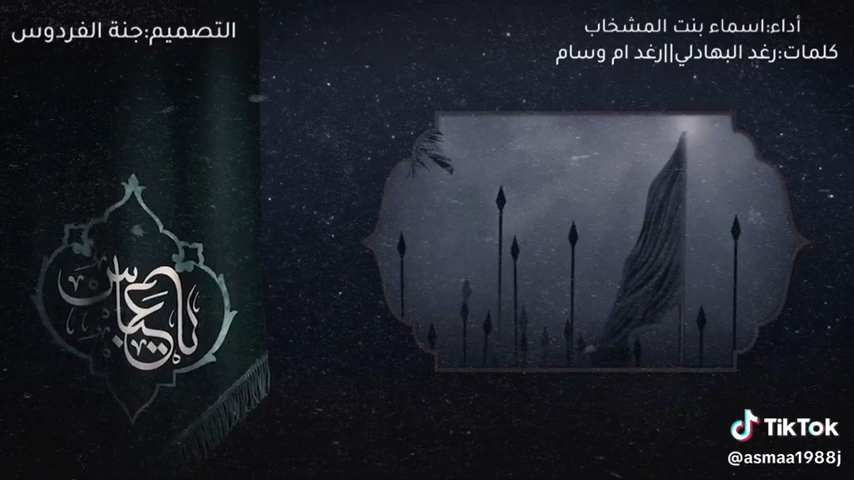 أداء:اسماء بنت المشخاب
كلمات:رغد البهادلي||رغد ام وسام
التصميم:جنة الفردوس
يا عباس
TikTok
@asmaa1988j